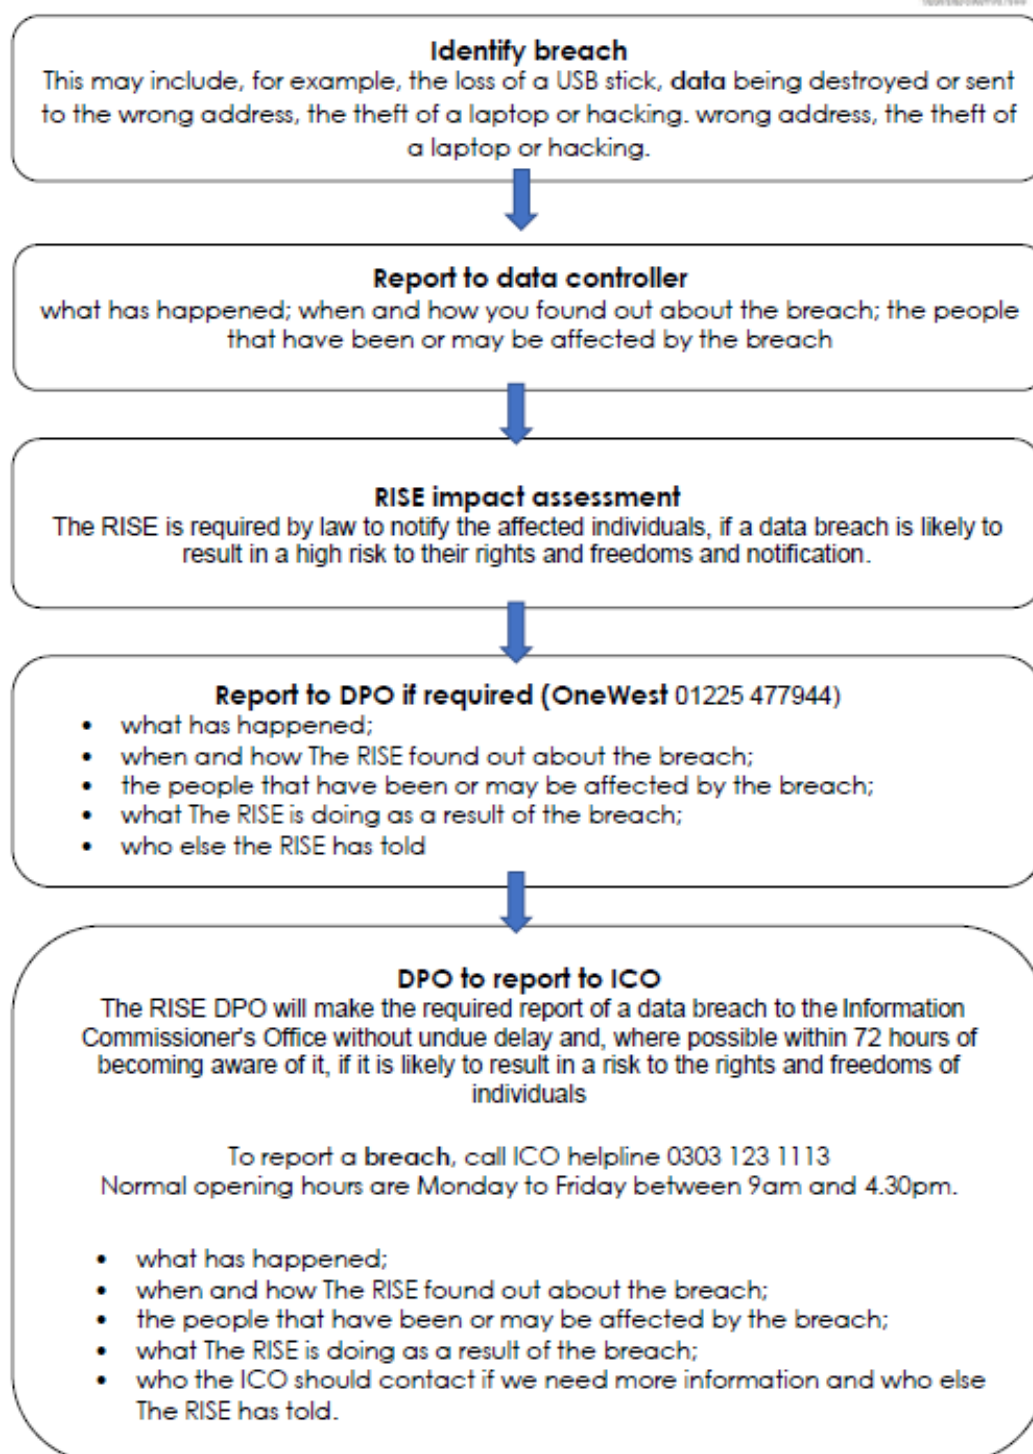 Identify breach
This may include, for example, the loss of a USB stick, data being destroyed or sent
to the wrong address, the theft of a laptop or hacking. wrong address, the theft of
a laptop or hacking.
Report to data controller
what has happened; when and how you found out about the breach; the people
that have been or may be affected by the breach
RISE impact assessment
The RISE is required by law to notify the affected individuals, if a data breach is likely to
result in a high risk to their rights and freedoms and notification.
Report to DPO if required (OneWest 01225 477944)
• what has happened;
• when and how The RISE found out about the breach;
• the people that have been or may be affected by the breach;
• what The RISE is doing as a result of the breach;
• who else the RISE has told
DPO to report to ICO
The RISE DPO will make the required report of a data breach to the Information
Commissioner's Office without undue delay and, where possible within 72 hours of
becoming aware of it, if it is likely to result in a risk to the rights and freedoms of
individuals
To report a breach, call ICO helpline 0303 123 1113
Normal opening hours are Monday to Friday between 9am and 4.30pm.
• what has happened;
• when and how The RISE found out about the breach;
• the people that have been or may be affected by the breach;
• what The RISE is doing as a result of the breach;
• who the ICO should contact if we need more information and who else
The RISE has told.